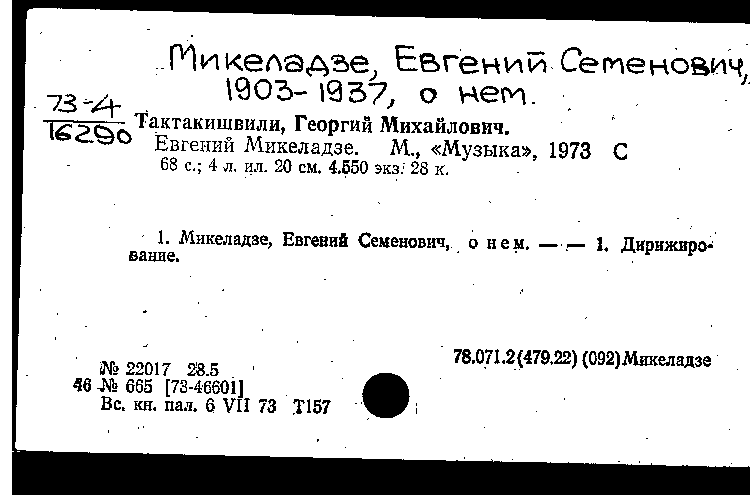 Микеладзе, Евгений Семенович,
1903-1937, о нем.
73-4
16290
Тактакишвили, Георгий Михайлович.
Евгений Микеладзе. М., «Музыка», 1973 С
68 с.; 4 л. ил. 20 см. 4.550 экз. 28 к.
1. Микеладзе, Евгений Семенович, о нем. — — 1. Дирижиро-
вание.
78.071.2(479.22) (092)Микеладзе
№ 22017 28.5
46 № 665 [73-46601]
Вс. кн. пал. 6 VII 73 Т157